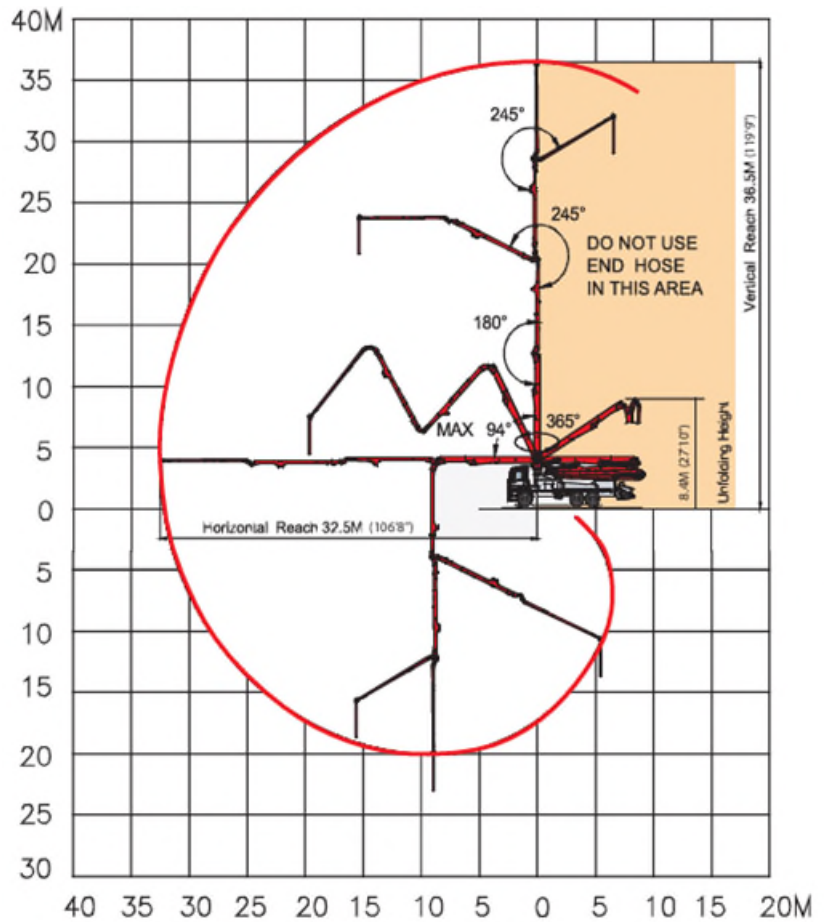 40M
35
30
25
20
15
10
5
0
5
10
15
20
25
30
245°
245°
DO NOT USE
END HOSE
IN THIS AREA
180°
MAX 94°
365°
Vertical Reach 36.5M (119'9")
8.4M (27'10")
Unfolding Height
Horizontal Reach 32.5M (106'8")
40 35 30 25 20 15 10 5 0 5 10 15 20M